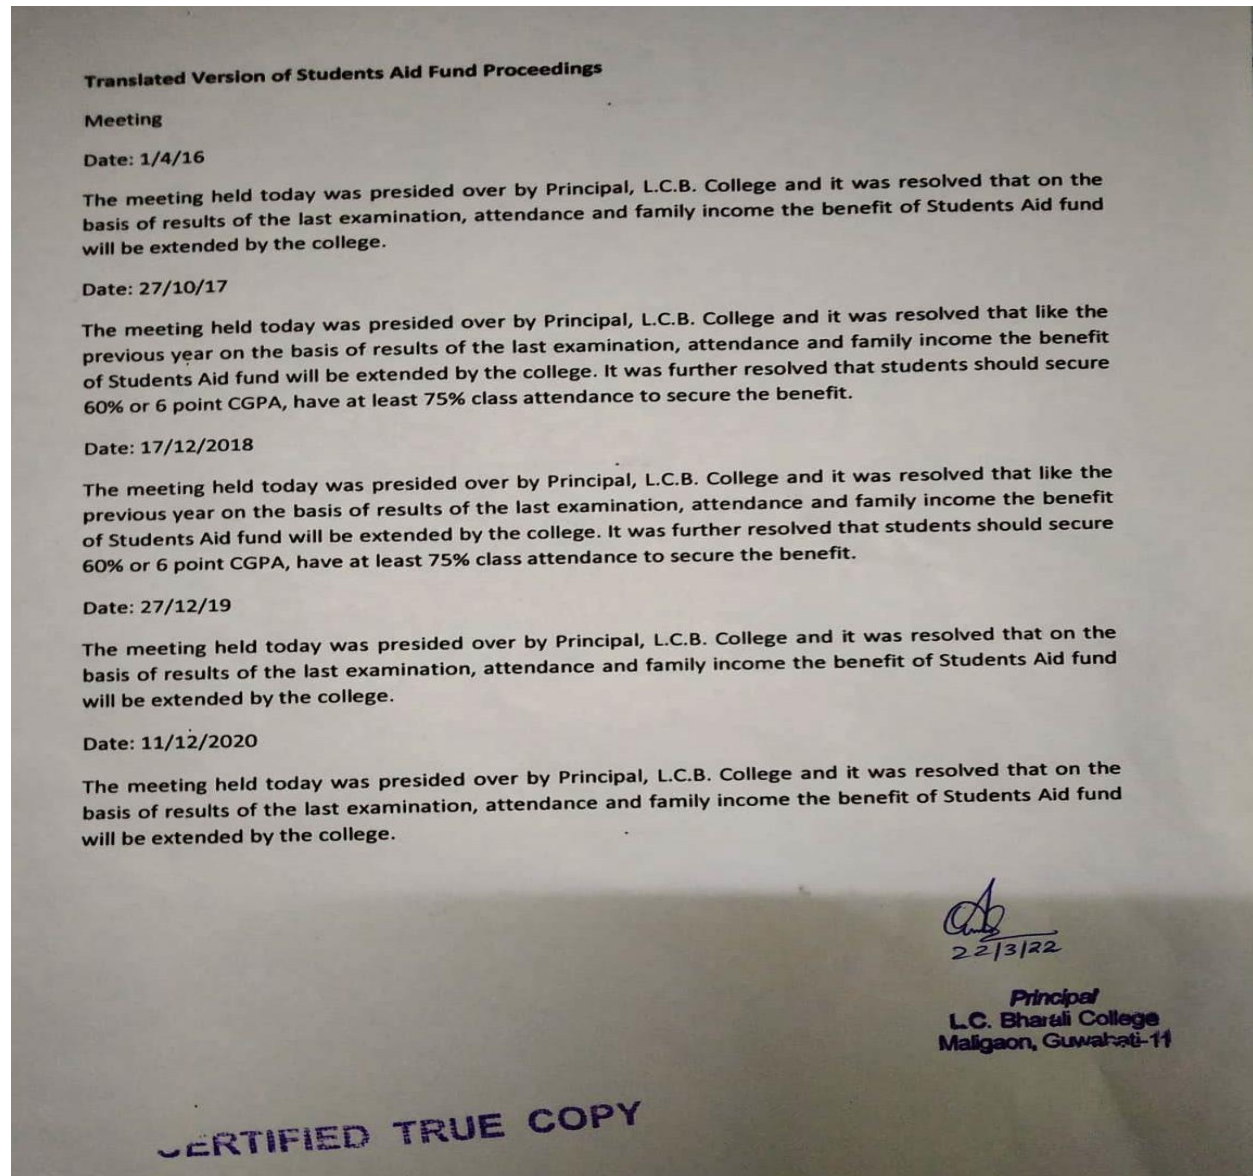 Translated Version of Students Aid Fund Proceedings
Meeting
Date: 1/4/16
The meeting held today was presided over by Principal, L.C.B. College and it was resolved that on the
basis of results of the last examination, attendance and family income the benefit of Students Aid fund
will be extended by the college.
Date: 27/10/17
The meeting held today was presided over by Principal, L.C.B. College and it was resolved that like the
previous year on the basis of results of the last examination, attendance and family income the benefit
of Students Aid fund will be extended by the college. It was further resolved that students should secure
60% or 6 point CGPA, have at least 75% class attendance to secure the benefit.
Date: 17/12/2018
The meeting held today was presided over by Principal, L.C.B. College and it was resolved that like the
previous year on the basis of results of the last examination, attendance and family income the benefit
of Students Aid fund will be extended by the college. It was further resolved that students should secure
60% or 6 point CGPA, have at least 75% class attendance to secure the benefit.
Date: 27/12/19
The meeting held today was presided over by Principal, L.C.B. College and it was resolved that on the
basis of results of the last examination, attendance and family income the benefit of Students Aid fund
will be extended by the college.
Date: 11/12/2020
The meeting held today was presided over by Principal, L.C.B. College and it was resolved that on the
basis of results of the last examination, attendance and family income the benefit of Students Aid fund
will be extended by the college.
22/3/22
Principal
L.C. Bharali College
Maligaon, Guwahati-11
CERTIFIED TRUE COPY